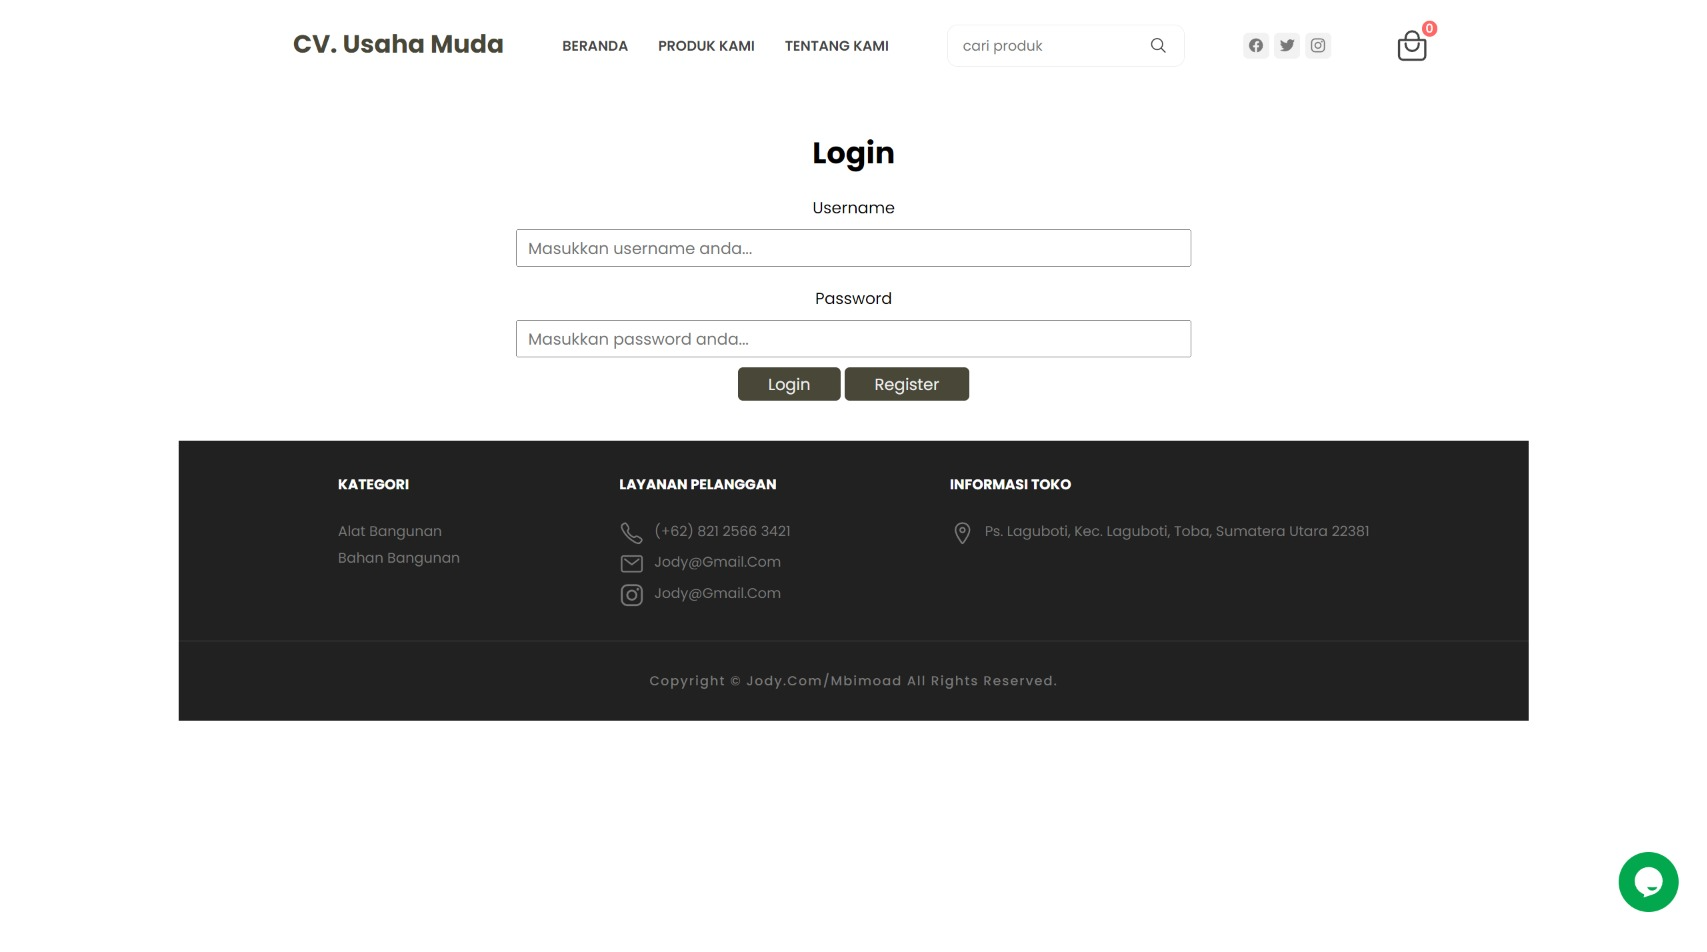 CV. Usaha Muda
BERANDA
PRODUK KAMI
TENTANG KAMI
cari produk
0
Login
Username
Masukkan username anda...
Password
Masukkan password anda...
Login
Register
KATEGORI
Alat Bangunan
Bahan Bangunan
LAYANAN PELANGGAN
(+62) 821 2566 3421
Jody@Gmail.Com
Jody@Gmail.Com
INFORMASI TOKO
Ps. Laguboti, Kec. Laguboti, Toba, Sumatera Utara 22381
Copyright © Jody.Com/Mbimoad All Rights Reserved.